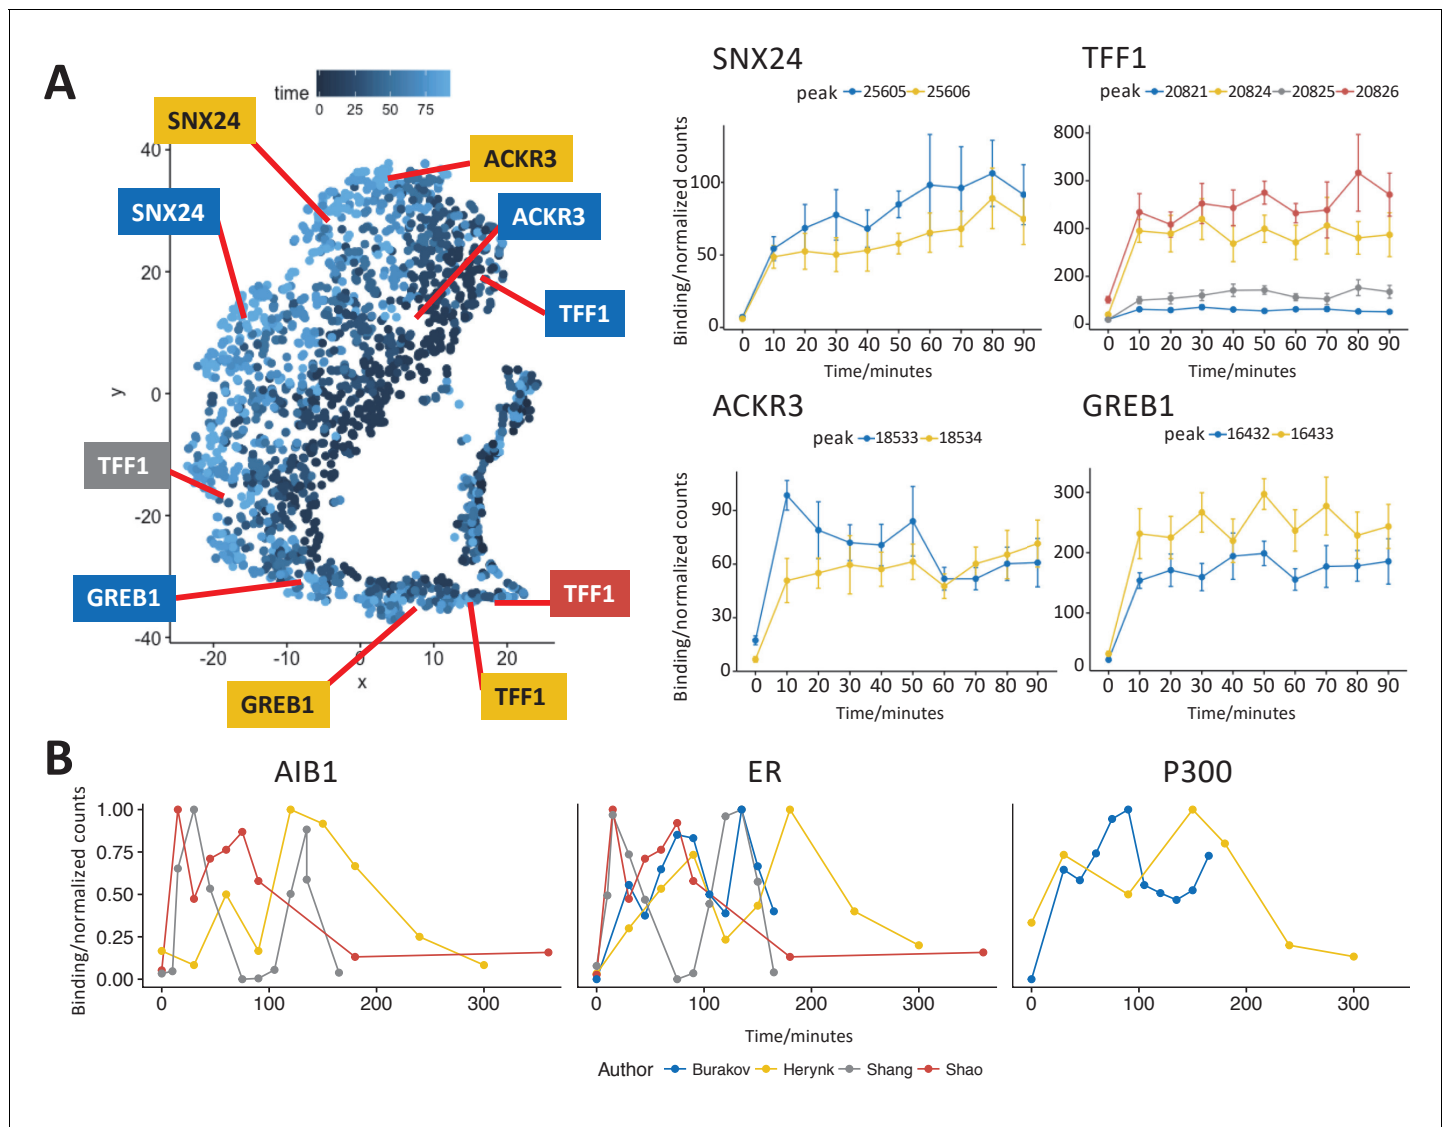 A
time
0 25 50 75
SNX24
ACKR3
SNX24
ACKR3
TFF1
TFF1
GREB1
TFF1
GREB1
TFF1
40
20
0
-20
-40
y
-20 -10 0 10 20
x
SNX24
peak 25605 25606
Binding/normalized counts
100
50
0
0 10 20 30 40 50 60 70 80 90
Time/minutes
TFF1
peak 20821 20824 20825 20826
800
300
400
200
0
0 10 20 30 40 50 60 70 80 90
Time/minutes
ACKR3
peak 18533 18534
Binding/normalized counts
90
60
30
0
0 10 20 30 40 50 60 70 80 90
Time/minutes
GREB1
peak 16432 16433
300
200
100
0
0 10 20 30 40 50 60 70 80 90
Time/minutes
B
AIB1
ER
P300
Binding/normalized counts
1.00
0.75
0.50
0.25
0.00
0 100 200 300
0 100 200 300
0 100 200 300
Time/minutes
Author Burakov Herynk Shang Shao